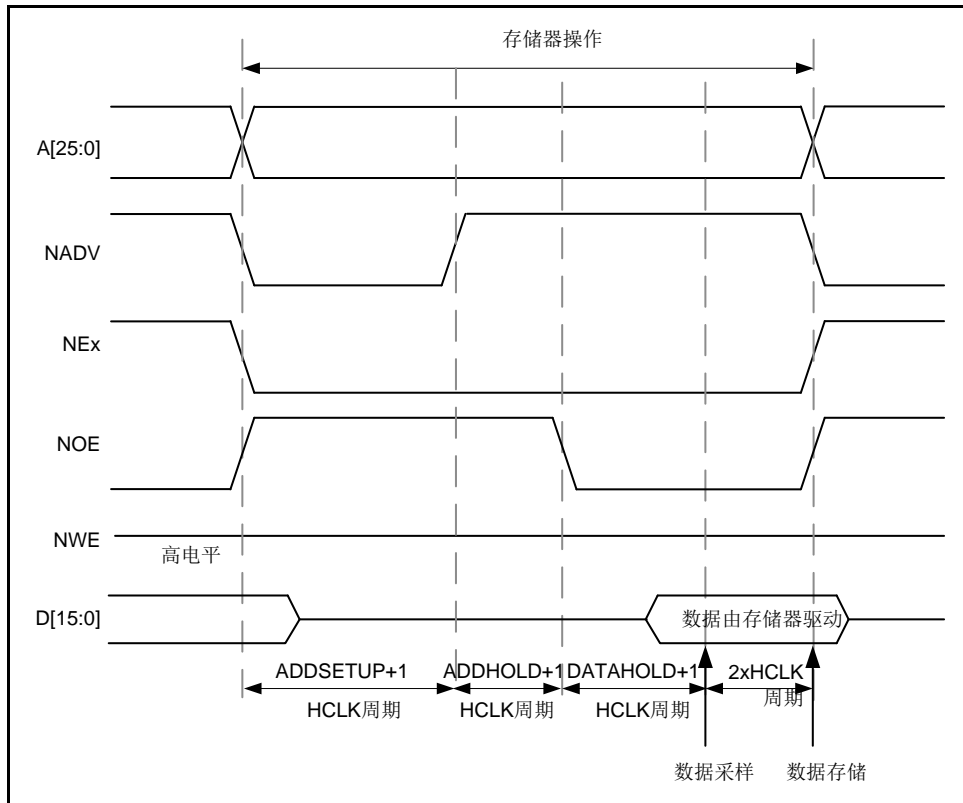 存储器操作
A[25:0]
NADV
NEx
NOE
NWE
高电平
D[15:0]
数据由存储器驱动
ADDSETUP+1
ADDHOLD+1
DATAHOLD+1
2xHCLK
HCLK周期
HCLK周期
HCLK周期
周期
数据采样
数据存储